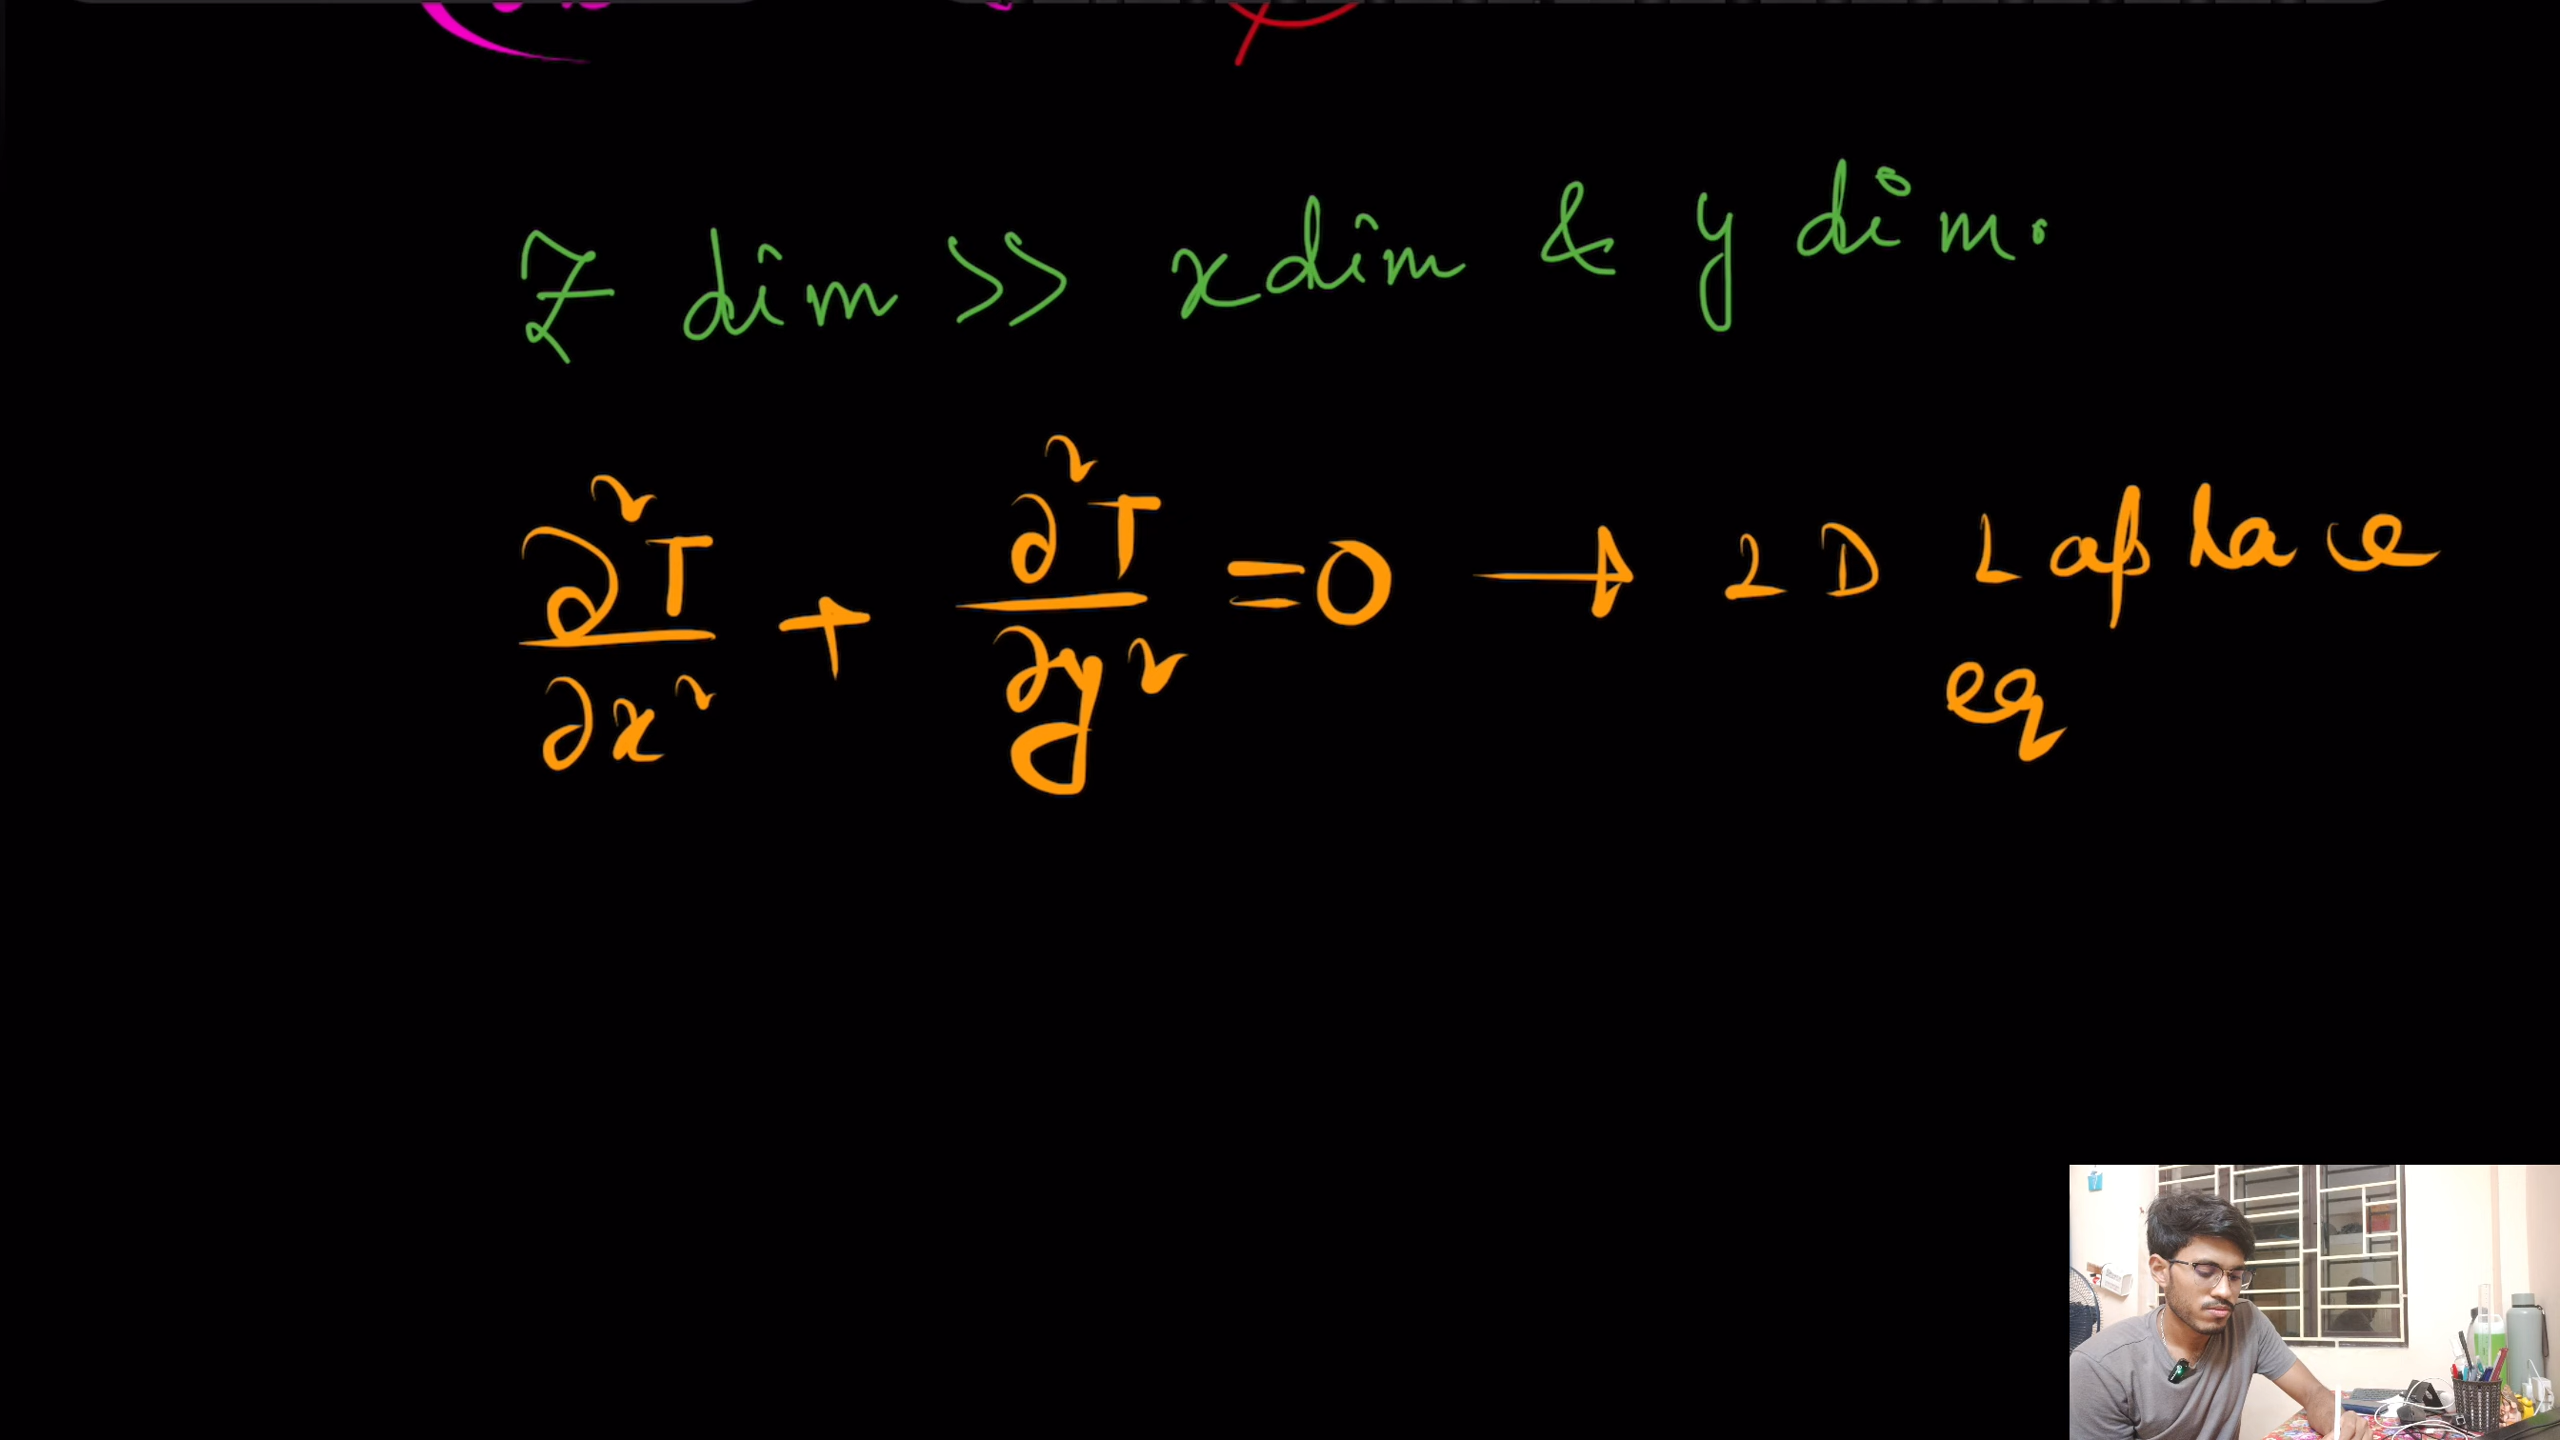 Z dim >> x dim & y dim.
∂²T/∂x² + ∂²T/∂y² = 0 → 2D Laplace
eq